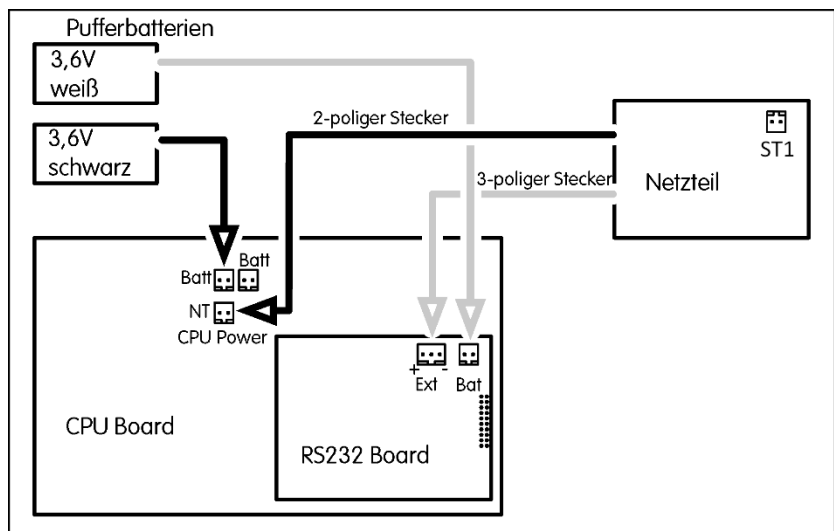 Pufferbatterien
3,6V
weiß
3,6V
schwarz
2-poliger Stecker
ST1
3-poliger Stecker
Netzteil
Batt
Batt
NT
CPU Power
+ -
Ext
Bat
CPU Board
RS232 Board